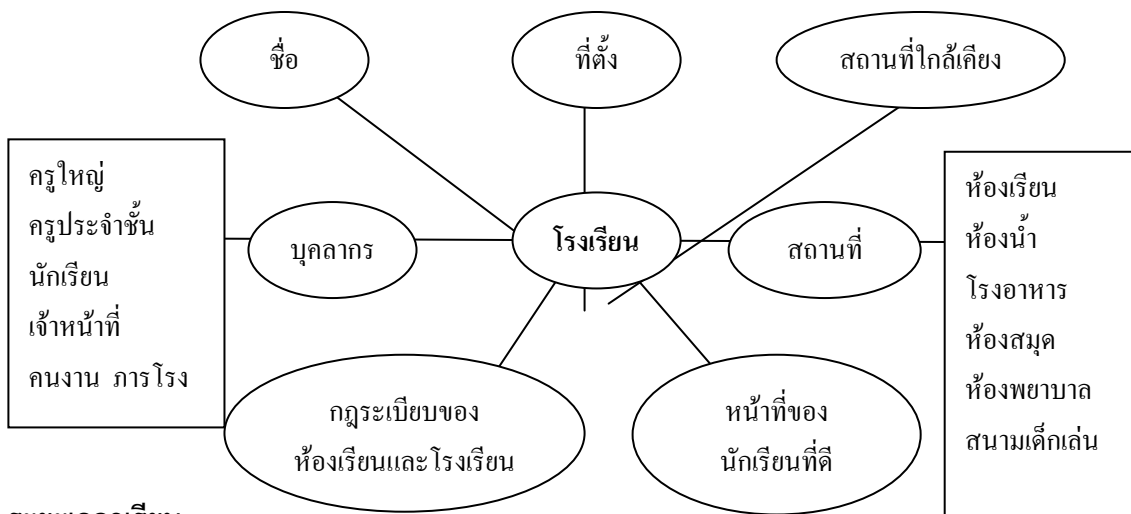 ชื่อ
ที่ตั้ง
สถานที่ใกล้เคียง
ครูใหญ่
ครูประจำชั้น
นักเรียน
เจ้าหน้าที่
คนงาน ภารโรง
บุคลากร
โรงเรียน
สถานที่
ห้องเรียน
ห้องน้ำ
โรงอาหาร
ห้องสมุด
ห้องพยาบาล
สนามเด็กเล่น
กฎระเบียบของ
ห้องเรียนและโรงเรียน
หน้าที่ของ
นักเรียนที่ดี